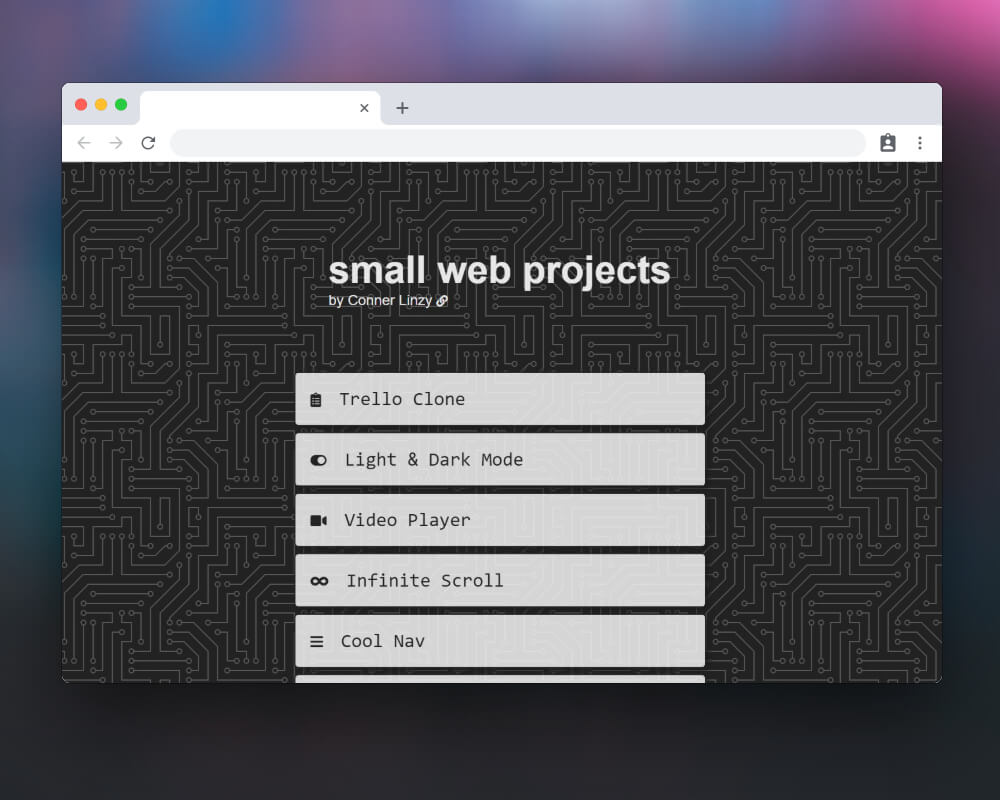 small web projects
by Conner Linzy
Trello Clone
Light & Dark Mode
Video Player
Infinite Scroll
Cool Nav